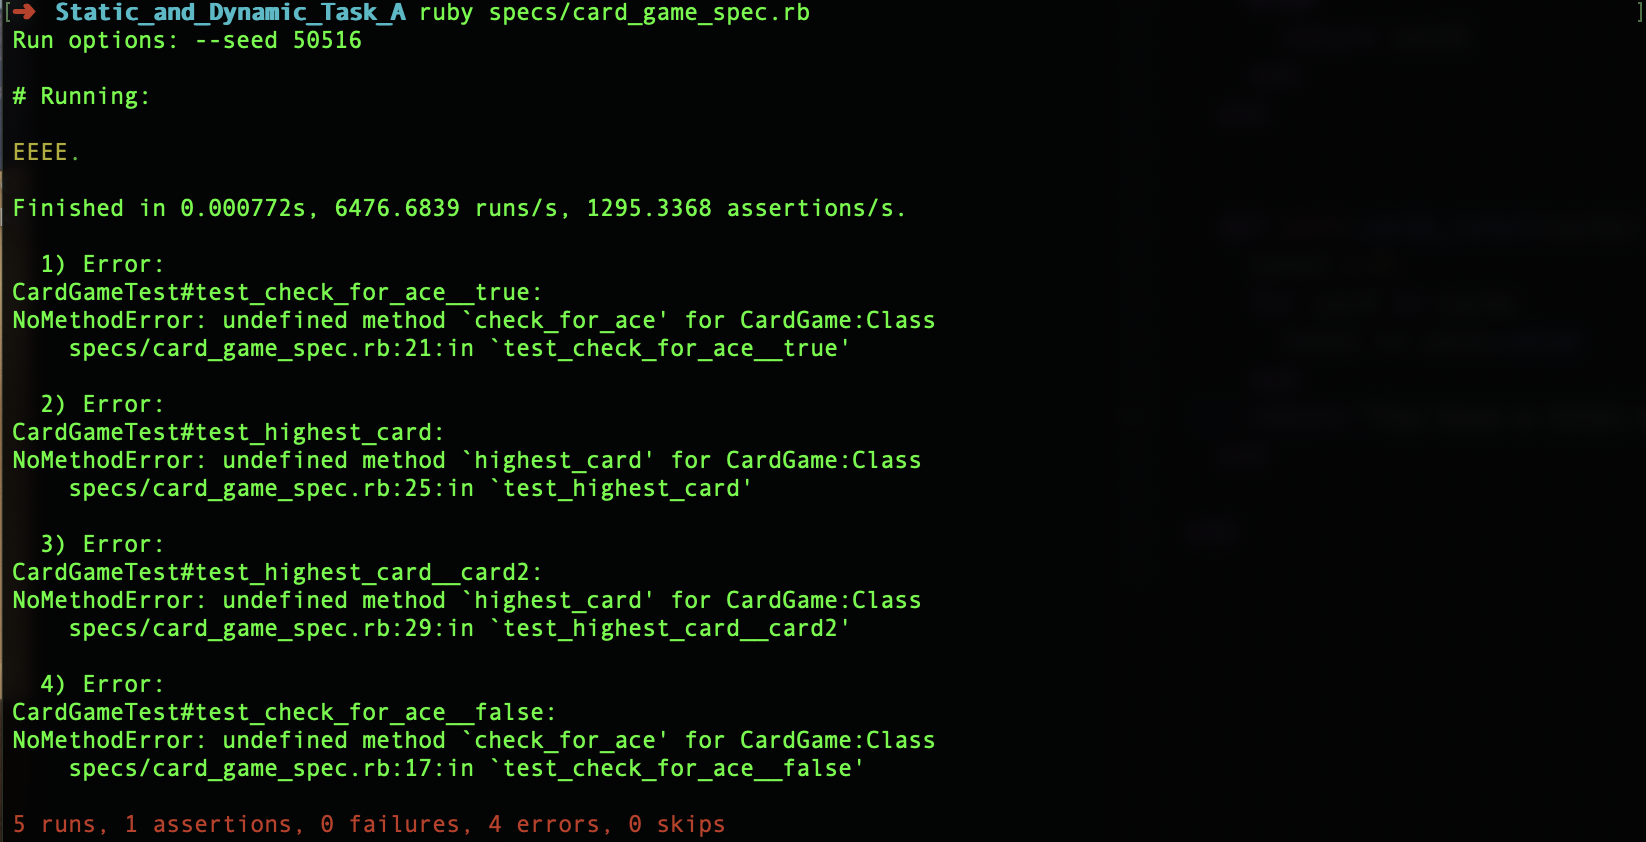 [➜ Static_and_Dynamic_Task_A ruby specs/card_game_spec.rb ]
Run options: --seed 50516
# Running:
EEEE.
Finished in 0.000772s, 6476.6839 runs/s, 1295.3368 assertions/s.
1) Error:
CardGameTest#test_check_for_ace__true:
NoMethodError: undefined method `check_for_ace' for CardGame:Class
specs/card_game_spec.rb:21:in `test_check_for_ace__true'
2) Error:
CardGameTest#test_highest_card:
NoMethodError: undefined method `highest_card' for CardGame:Class
specs/card_game_spec.rb:25:in `test_highest_card'
3) Error:
CardGameTest#test_highest_card__card2:
NoMethodError: undefined method `highest_card' for CardGame:Class
specs/card_game_spec.rb:29:in `test_highest_card__card2'
4) Error:
CardGameTest#test_check_for_ace__false:
NoMethodError: undefined method `check_for_ace' for CardGame:Class
specs/card_game_spec.rb:17:in `test_check_for_ace__false'
5 runs, 1 assertions, 0 failures, 4 errors, 0 skips